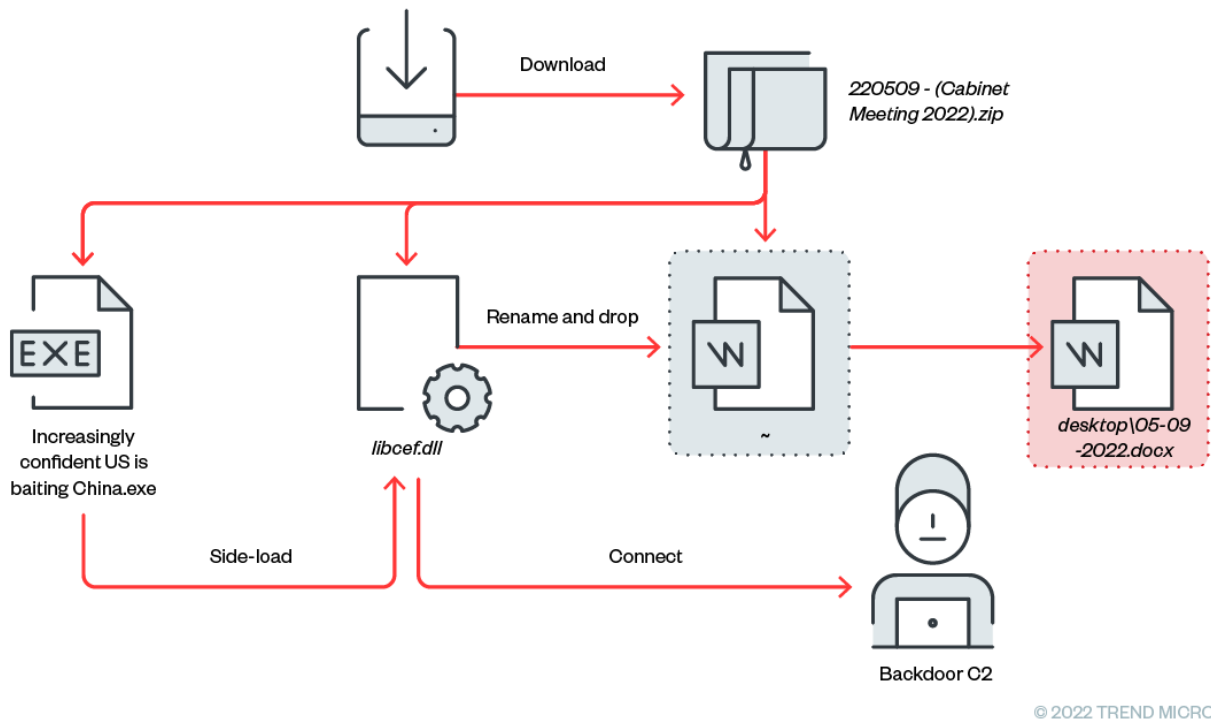 Download
220509 - (Cabinet
Meeting 2022).zip
EXE
Increasingly
confident US is
baiting China.exe
libcef.dll
Rename and drop
W
~
W
desktop\05-09
-2022.docx
Side-load
Connect
Backdoor C2
© 2022 TREND MICRO